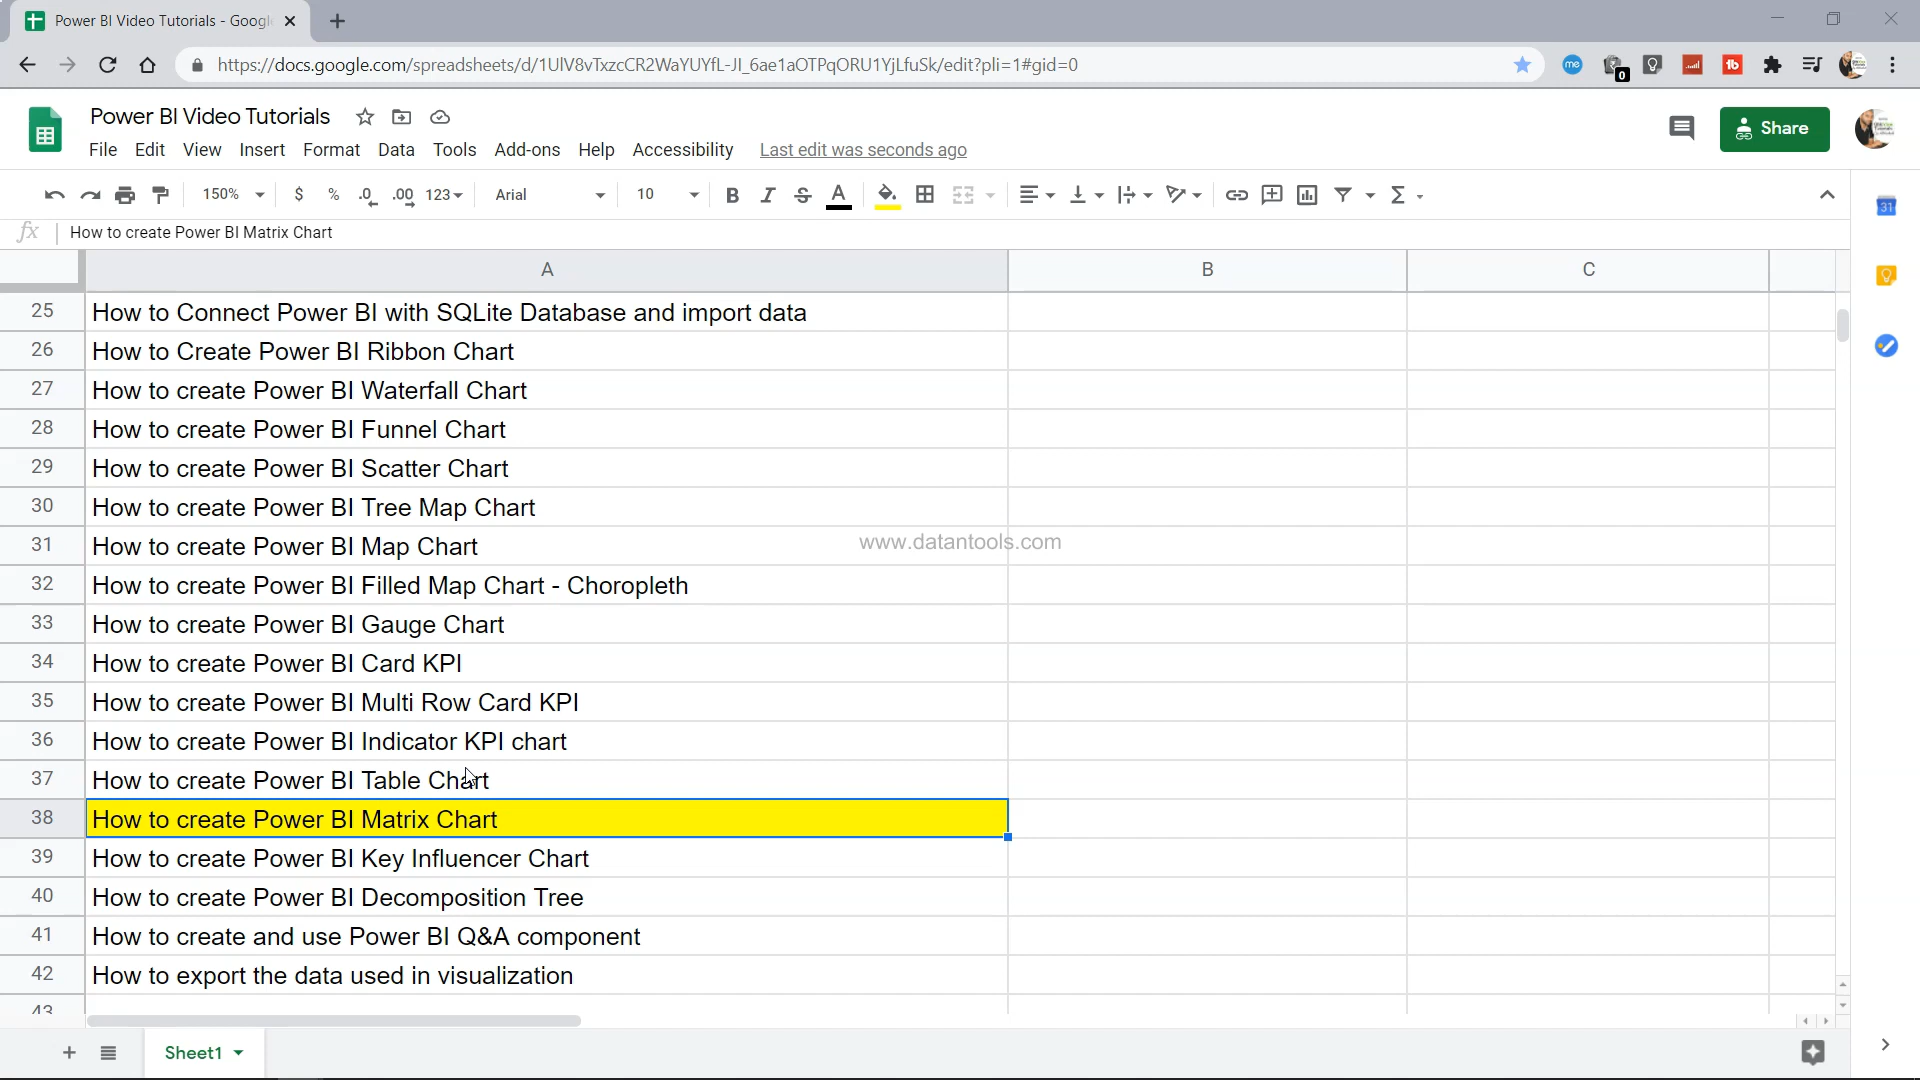 Power BI Video Tutorials - Googl
https://docs.google.com/spreadsheets/d/1UlV8vTxzcCR2WaYUYfL-JI_6ae1aOTPqORU1YjLfuSk/edit?pli=1#gid=0
me
0
tb
Power BI Video Tutorials
Share
File Edit View Insert Format Data Tools Add-ons Help Accessibility Last edit was seconds ago
150% $ % .0 .00 123 Arial 10 B I S A
31
fx How to create Power BI Matrix Chart
A B C
25 How to Connect Power BI with SQLite Database and import data
26 How to Create Power BI Ribbon Chart
27 How to create Power BI Waterfall Chart
28 How to create Power BI Funnel Chart
29 How to create Power BI Scatter Chart
30 How to create Power BI Tree Map Chart
31 How to create Power BI Map Chart
www.datantools.com
32 How to create Power BI Filled Map Chart - Choropleth
33 How to create Power BI Gauge Chart
34 How to create Power BI Card KPI
35 How to create Power BI Multi Row Card KPI
36 How to create Power BI Indicator KPI chart
37 How to create Power BI Table Chart
38 How to create Power BI Matrix Chart
39 How to create Power BI Key Influencer Chart
40 How to create Power BI Decomposition Tree
41 How to create and use Power BI Q&A component
42 How to export the data used in visualization
43
Sheet1